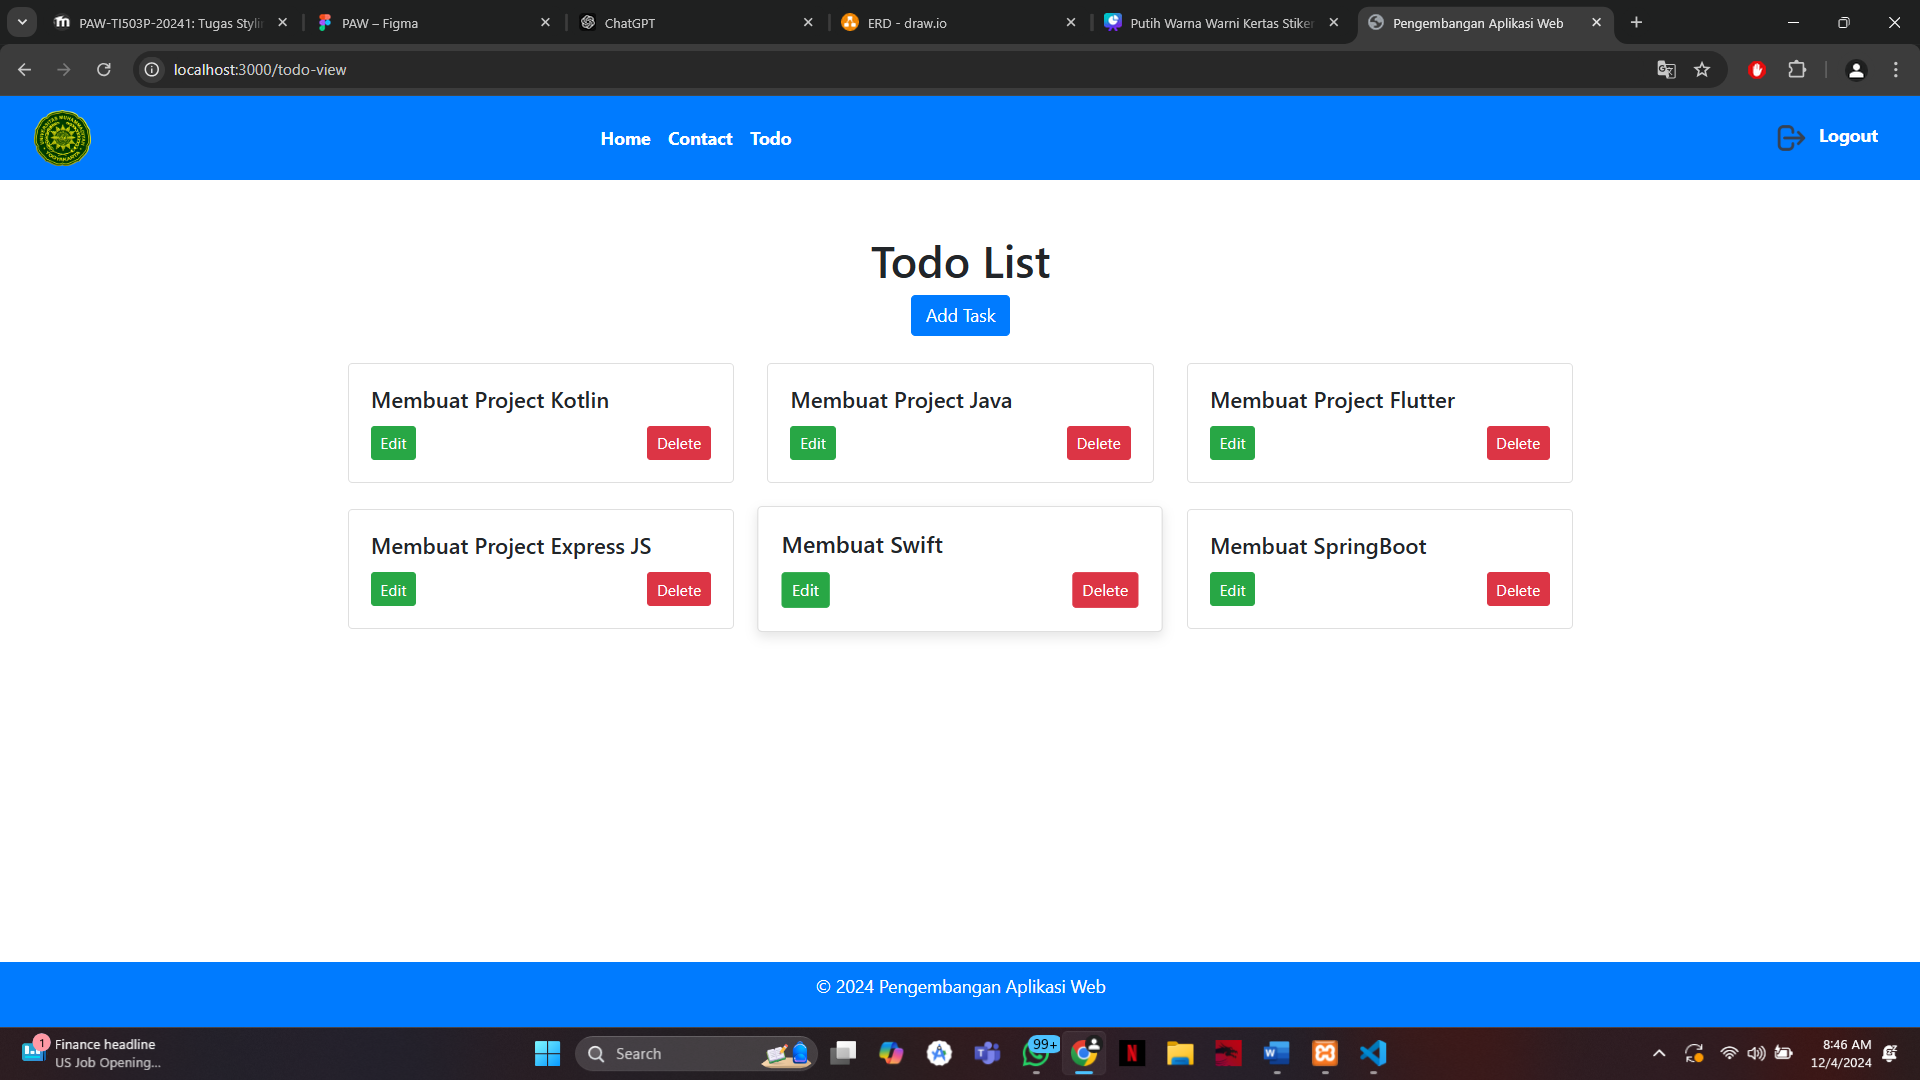 PAW-TI503P-20241: Tugas Stylin
PAW – Figma
ChatGPT
ERD - draw.io
Putih Warna Warni Kertas Stiker
Pengembangan Aplikasi Web
localhost:3000/todo-view
Home
Contact
Todo
Logout
Todo List
Add Task
Membuat Project Kotlin
Edit
Delete
Membuat Project Java
Edit
Delete
Membuat Project Flutter
Edit
Delete
Membuat Project Express JS
Edit
Delete
Membuat Swift
Edit
Delete
Membuat SpringBoot
Edit
Delete
© 2024 Pengembangan Aplikasi Web
1
Finance headline
US Job Opening...
Search
99+
8:46 AM
12/4/2024